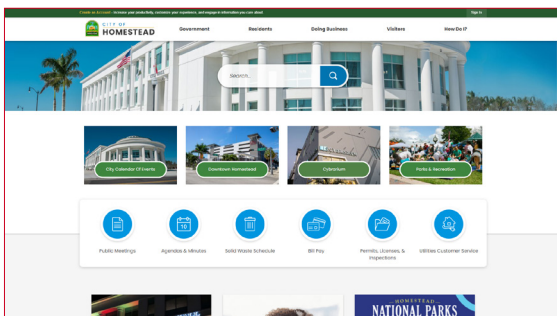 Create an Account - Increase your productivity, customize your experience, and engage in information you care about.
Sign In
CITY OF
HOMESTEAD
Government
Residents
Doing Business
Visitors
How Do I?
Search...
City Calendar Of Events
Downtown Homestead
Cybrarium
Parks & Recreation
10
Public Meetings
Agendas & Minutes
Solid Waste Schedule
Bill Pay
Permits, Licenses, &
Inspections
Utilities Customer Service
HOMESTEAD
NATIONAL PARKS